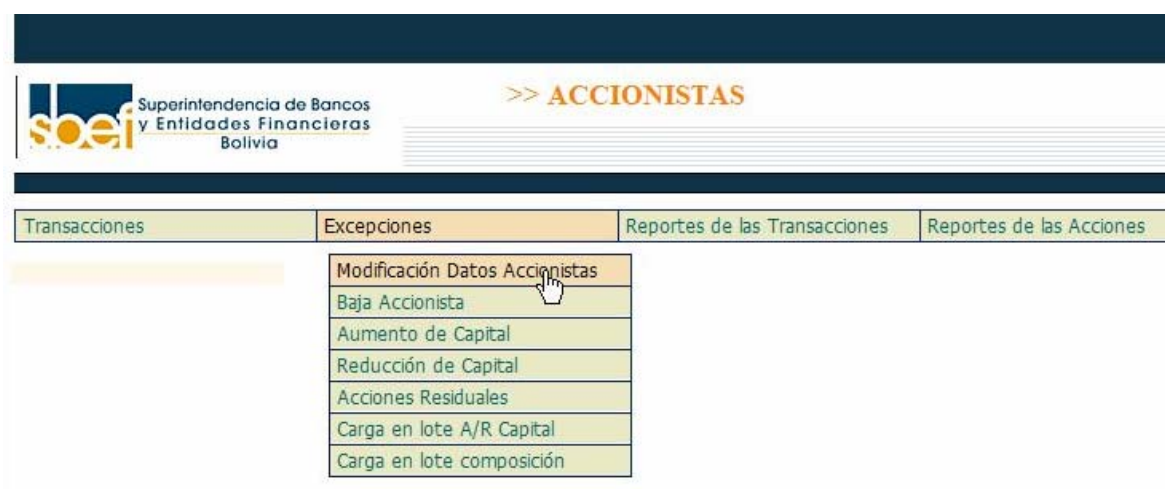 >> ACCIONISTAS
sbef
Superintendencia de Bancos
y Entidades Financieras
Bolivia
Transacciones
Excepciones
Reportes de las Transacciones
Reportes de las Acciones
Modificación Datos Accionistas
Baja Accionista
Aumento de Capital
Reducción de Capital
Acciones Residuales
Carga en lote A/R Capital
Carga en lote composición